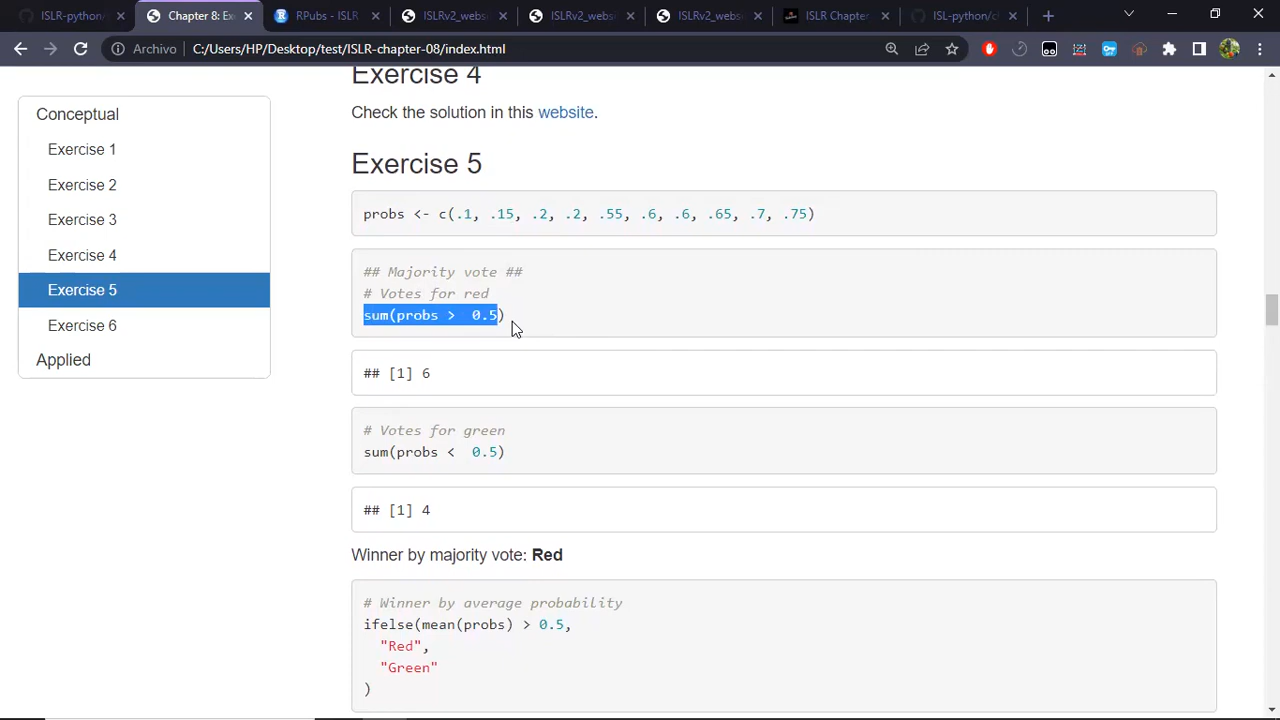 ISLR-python/
Chapter 8: Ex
RPubs - ISLR
ISLRv2_webs
ISLRv2_webs
ISLRv2_webs
ISLR Chapter
ISL-python/c
Archivo
C:/Users/HP/Desktop/test/ISLR-chapter-08/index.html
Conceptual
Exercise 1
Exercise 2
Exercise 3
Exercise 4
Exercise 5
Exercise 6
Applied
Exercise 4
Check the solution in this website.
Exercise 5
probs <- c(.1, .15, .2, .2, .55, .6, .6, .65, .7, .75)
## Majority vote ##
# Votes for red
sum(probs >  0.5)
## [1] 6
# Votes for green
sum(probs <  0.5)
## [1] 4
Winner by majority vote: Red
# Winner by average probability
ifelse(mean(probs) > 0.5,
  "Red",
  "Green"
)